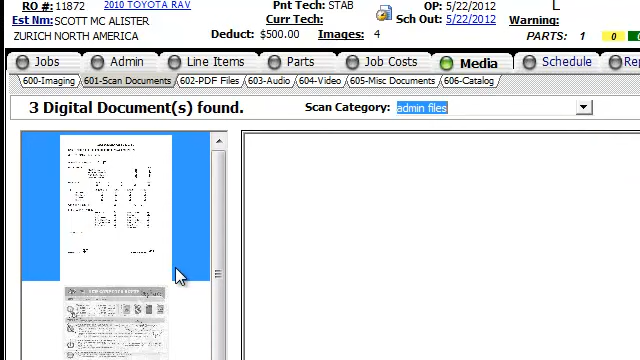 RO #: 11872 2010 TOYOTA RAV Pnt Tech: STAB OP: 5/22/2012
Est Nm: SCOTT MC ALISTER Curr Tech: Sch Out: 5/22/2012 Warning:
ZURICH NORTH AMERICA Deduct: $500.00 Images: 4 PARTS: 1 0
Jobs Admin Line Items Parts Job Costs Media Schedule
600-Imaging 601-Scan Documents 602-PDF Files 603-Audio 604-Video 605-Misc Documents 606-Catalog
3 Digital Document(s) found. Scan Category: admin files